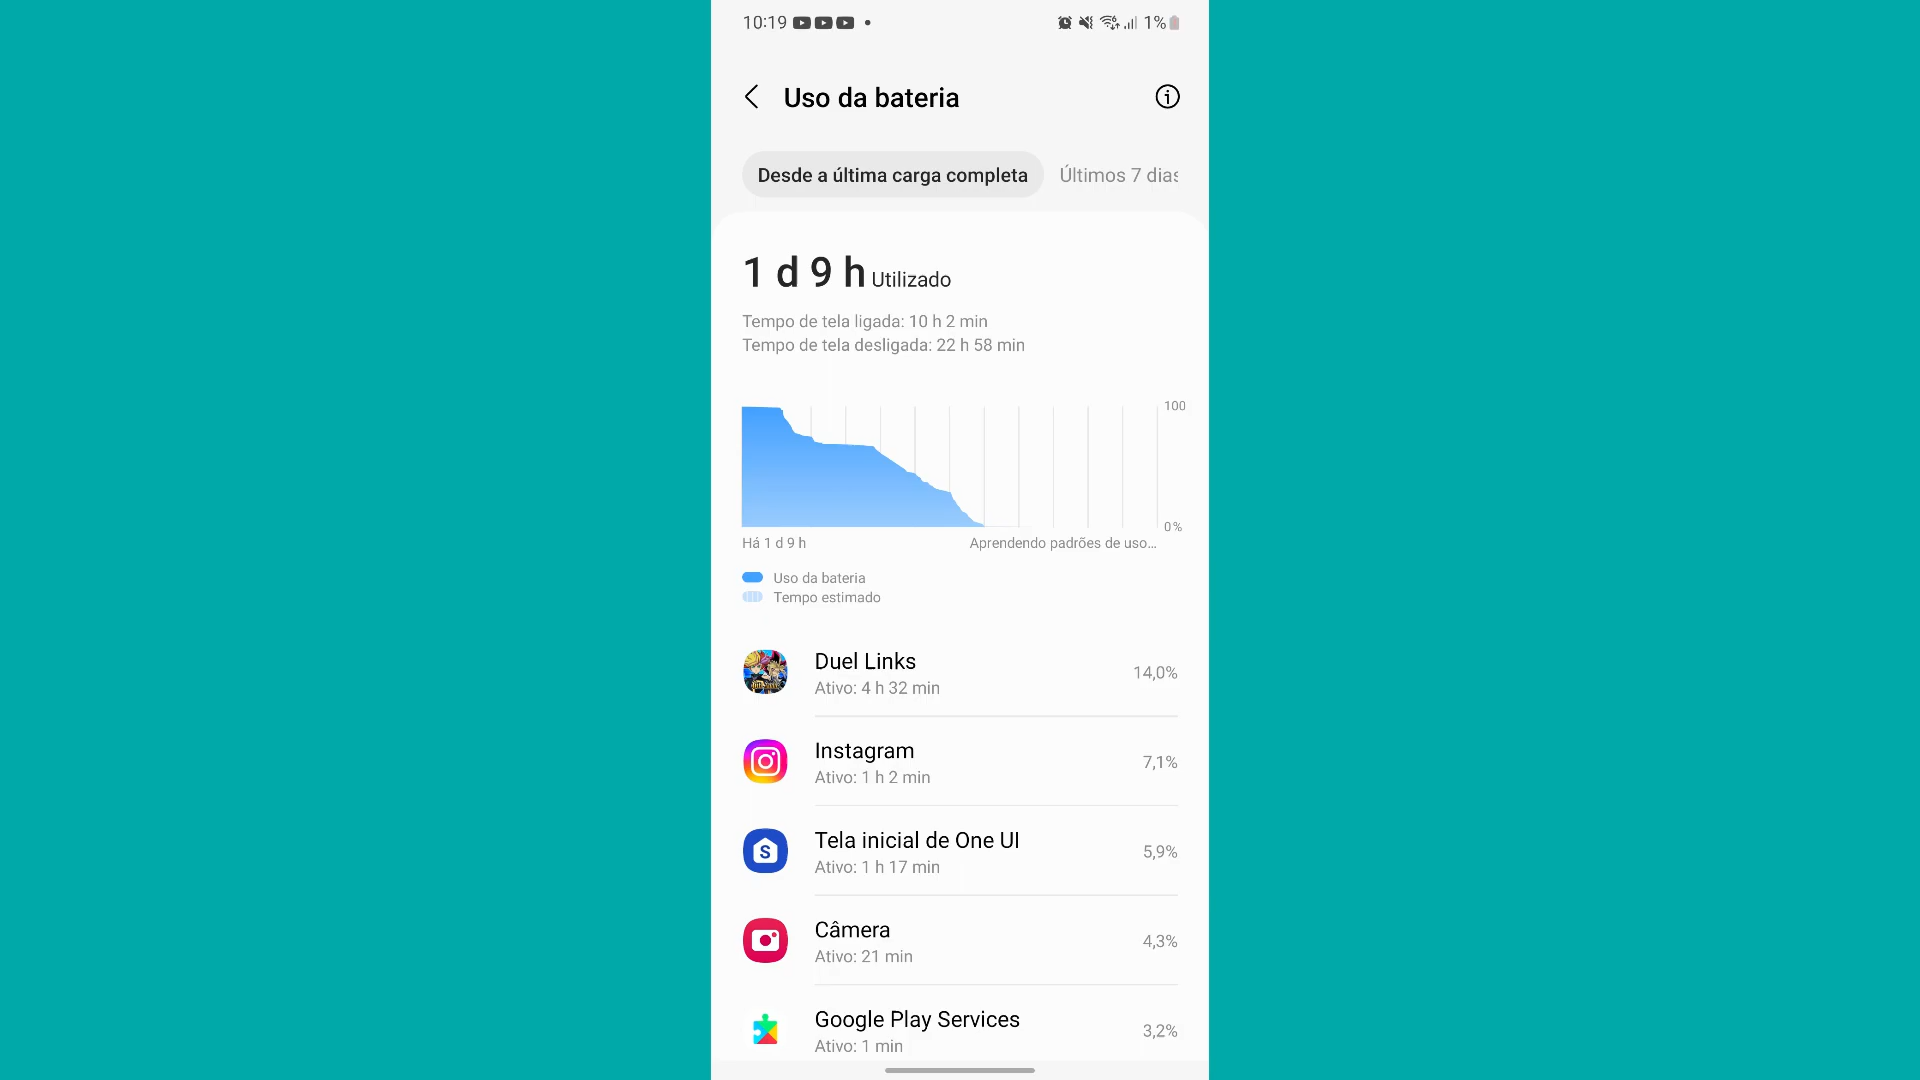 10:19
1%
Uso da bateria
Desde a última carga completa
Últimos 7 dias
1 d 9 h Utilizado
Tempo de tela ligada: 10 h 2 min
Tempo de tela desligada: 22 h 58 min
100
0%
Há 1 d 9 h
Aprendendo padrões de uso...
Uso da bateria
Tempo estimado
Duel Links
14,0%
Ativo: 4 h 32 min
Instagram
7,1%
Ativo: 1 h 2 min
Tela inicial de One UI
5,9%
Ativo: 1 h 17 min
Câmera
4,3%
Ativo: 21 min
Google Play Services
3,2%
Ativo: 1 min